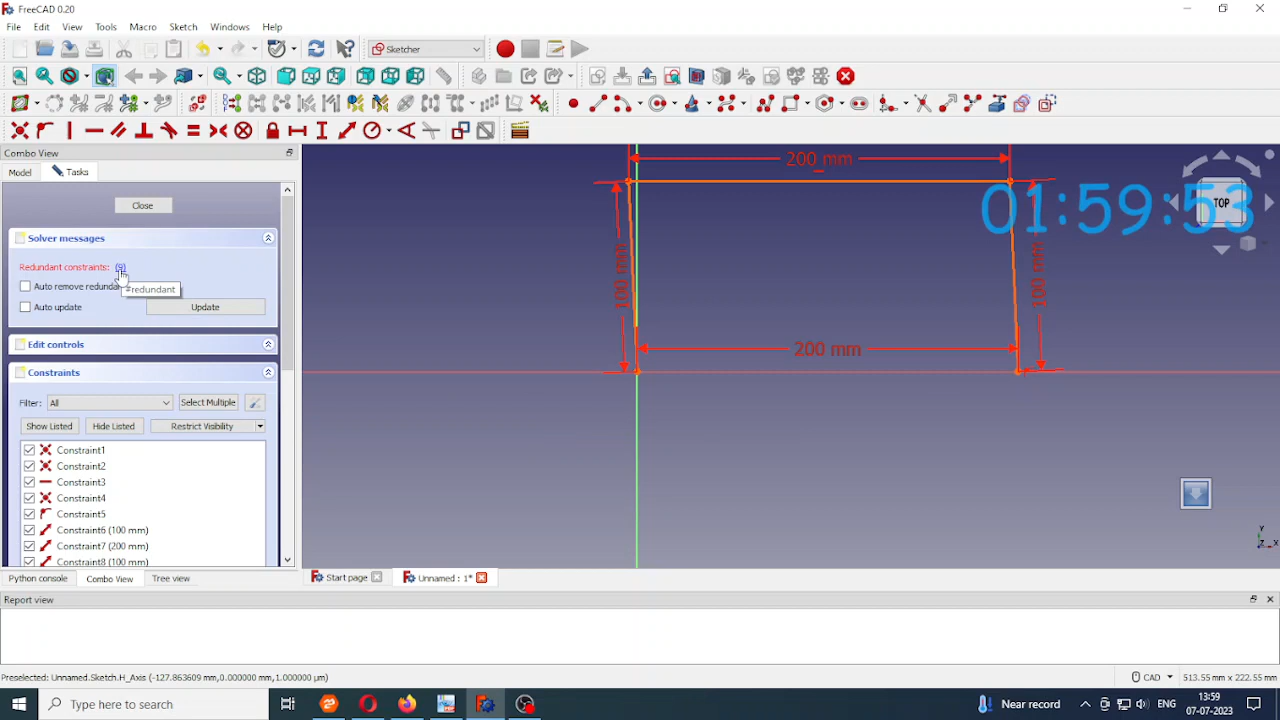 FreeCAD 0.20
File Edit View Tools Macro Sketch Windows Help
Sketcher
Combo View
Model Tasks
Close
Solver messages
Redundant constraints:
Auto remove redundan
#redundant
Auto update Update
Edit controls
Constraints
Filter: All Select Multiple
Show Listed Hide Listed Restrict Visibility
Constraint1
Constraint2
Constraint3
Constraint4
Constraint5
Constraint6 (100 mm)
Constraint7 (200 mm)
Constraint8 (100 mm)
200 mm
100 mm
100 mm
200 mm
01:59:53
TOP
Y
Z X
Python console Combo View Tree view
Start page Unnamed : 1*
Report view
Preselected: Unnamed.Sketch.H_Axis (-127.863609 mm,0.000000 mm,1.000000 µm)
CAD 513.55 mm x 222.55 mm
Type here to search
Near record
ENG
13:59
07-07-2023